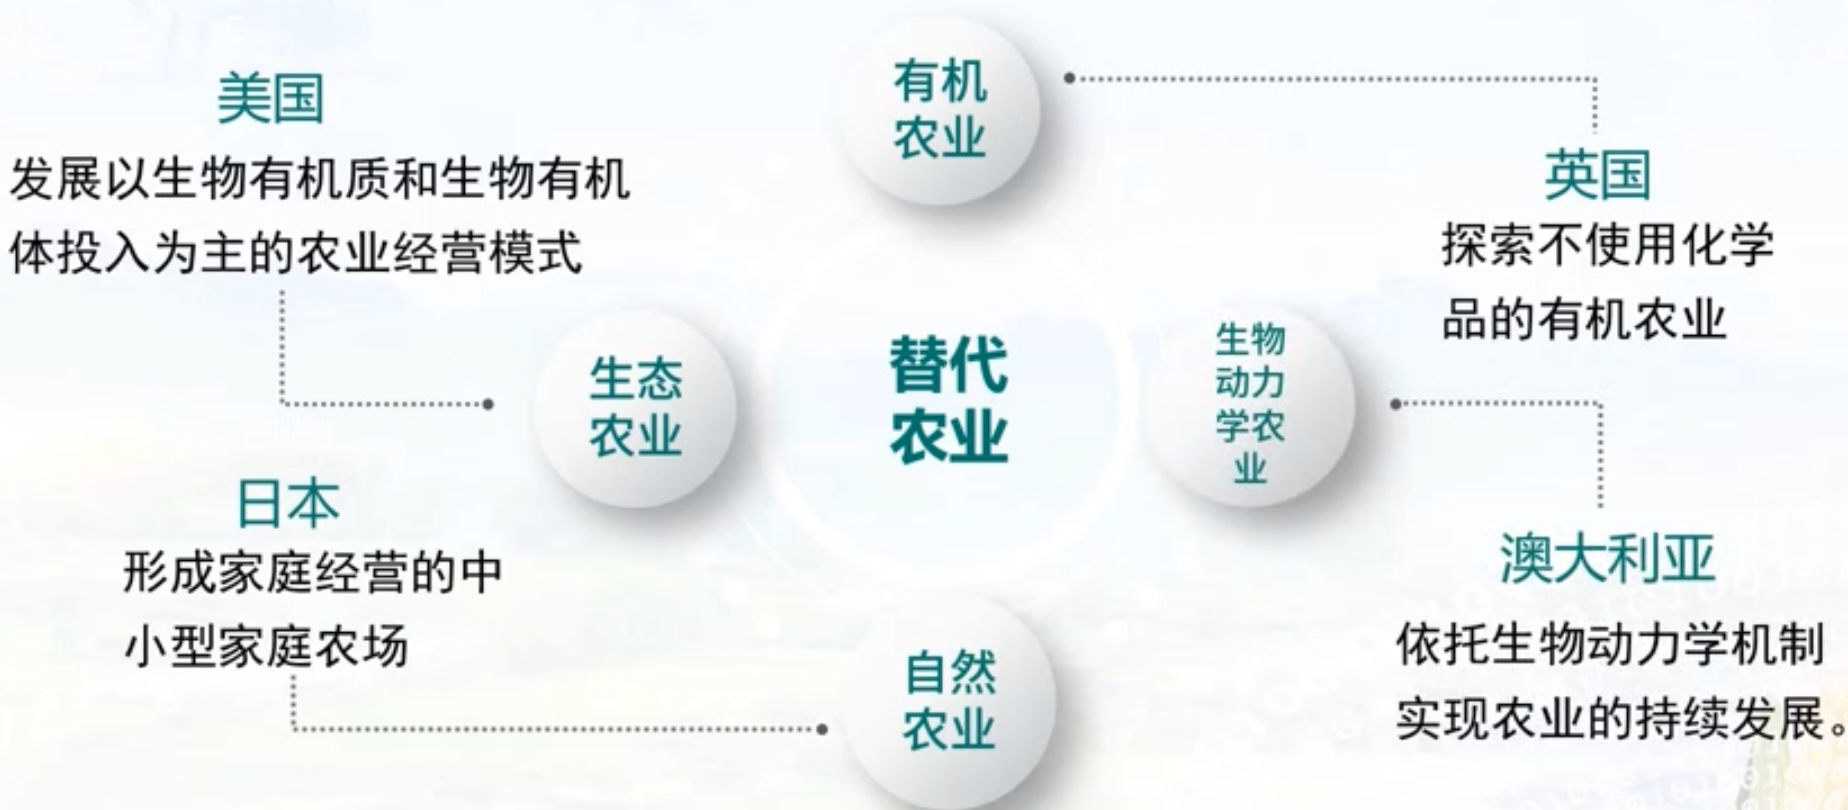 有机
农业
美国
发展以生物有机质和生物有机
体投入为主的农业经营模式
英国
探索不使用化学
品的有机农业
生态
农业
替代
农业
生物
动力
学农
业
日本
形成家庭经营的中
小型家庭农场
澳大利亚
依托生物动力学机制
实现农业的持续发展。
自然
农业